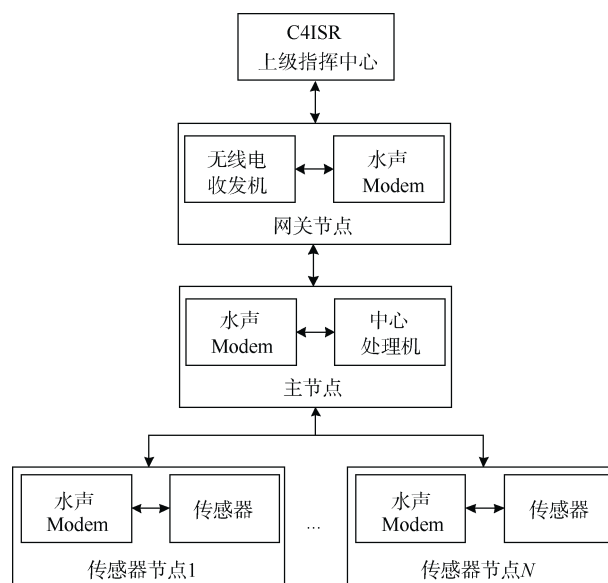 C4ISR
上级指挥中心
无线电
收发机
水声
Modem
网关节点
水声
Modem
中心
处理机
主节点
水声
Modem
传感器
传感器节点1
...
水声
Modem
传感器
传感器节点N